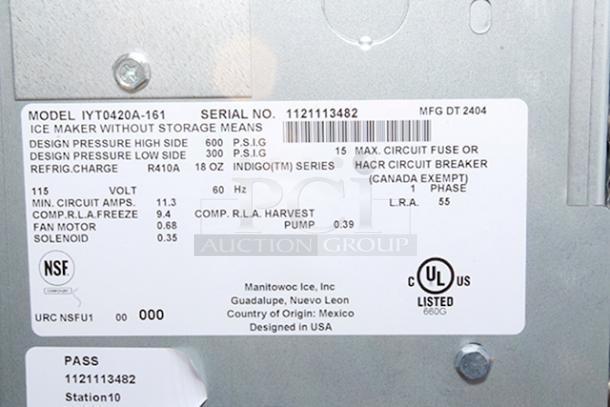 MODEL IYT0420A-161 SERIAL NO. 1121113482 MFG DT 2404
ICE MAKER WITHOUT STORAGE MEANS
DESIGN PRESSURE HIGH SIDE 600 P.S.I.G 15 MAX. CIRCUIT FUSE OR
DESIGN PRESSURE LOW SIDE 300 P.S.I.G HACR CIRCUIT BREAKER
REFRIG.CHARGE R410A 18 OZ INDIGO(TM) SERIES (CANADA EXEMPT)
115 VOLT 60 Hz 1 PHASE
MIN. CIRCUIT AMPS. 11.3 L.R.A. 55
COMP.R.L.A.FREEZE 9.4 COMP. R.L.A. HARVEST
FAN MOTOR 0.68 PUMP 0.39
SOLENOID 0.35
PCi
AUCTION GROUP
NSF
C UL US
LISTED
660G
Manitowoc Ice, Inc
Guadalupe, Nuevo Leon
Country of Origin: Mexico
Designed in USA
URC NSFU1 00 000
PASS
1121113482
Station10